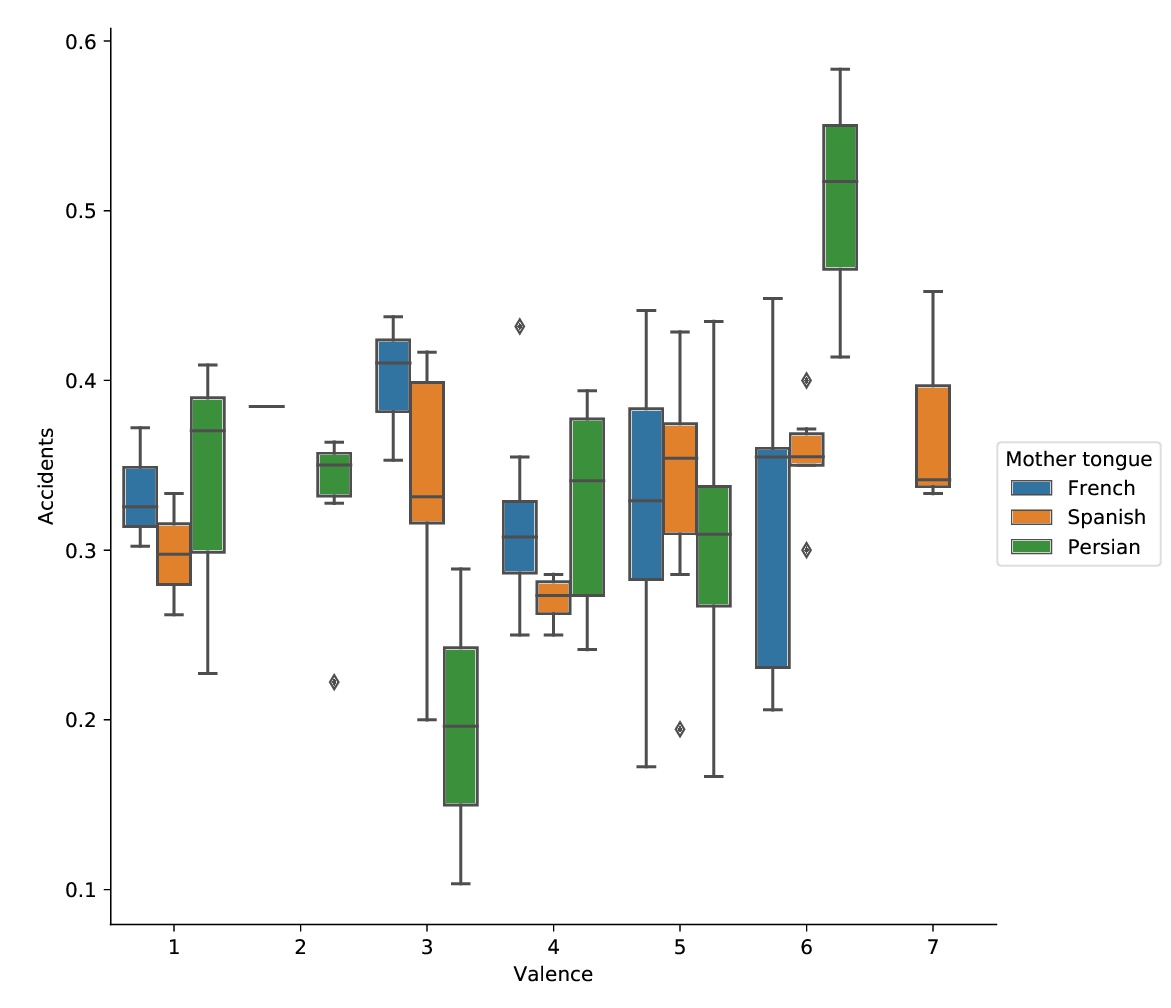 0.6
0.5
0.4
0.3
0.2
0.1
Accidents
1 2 3 4 5 6 7
Valence
Mother tongue
French
Spanish
Persian